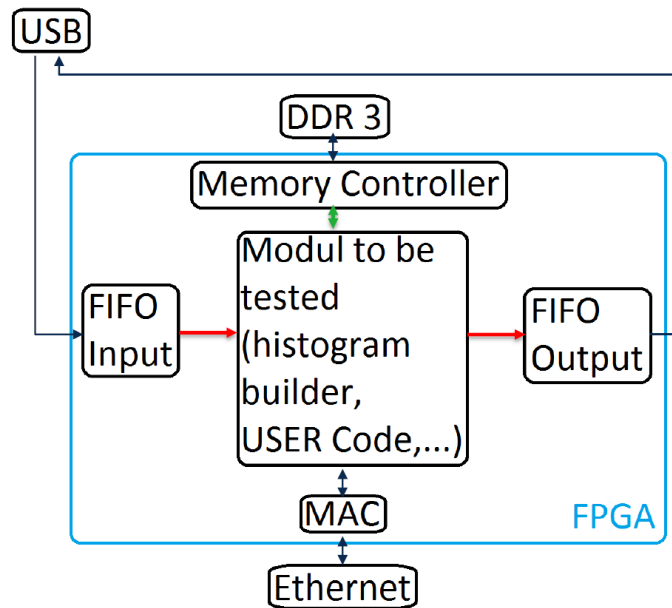 USB
DDR 3
Memory Controller
Modul to be
tested
(histogram
builder,
USER Code,...)
FIFO
Input
FIFO
Output
MAC
FPGA
Ethernet